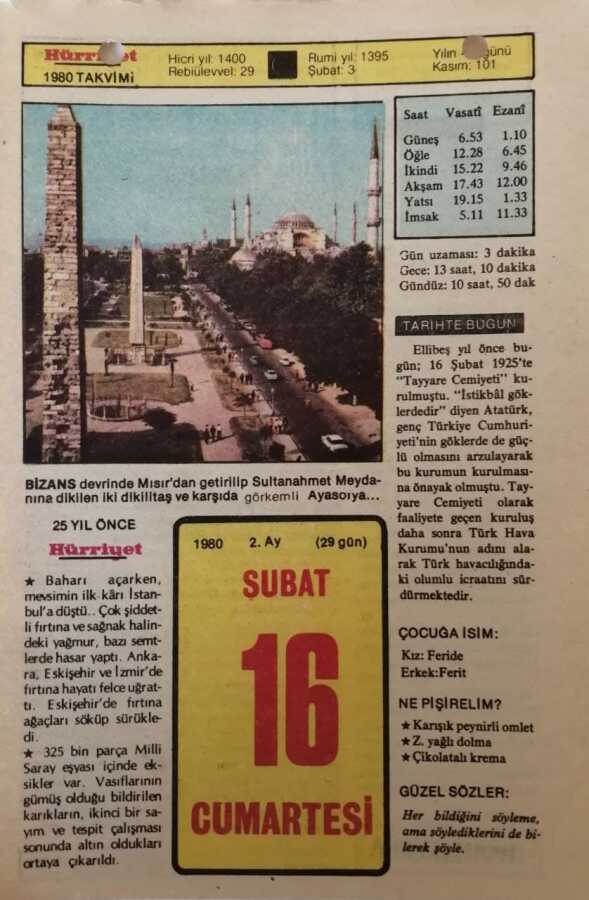 Hürriyet
1980 TAKVİMİ
Hicri yıl: 1400
Rebiülevvel: 29
Rumi yıl: 1395
Şubat: 3
Yılın günü
Kasım: 101
Saat Vasatî Ezanî
Güneş 6.53 1.10
Öğle 12.28 6.45
İkindi 15.22 9.46
Akşam 17.43 12.00
Yatsı 19.15 1.33
İmsak 5.11 11.33
Gün uzaması: 3 dakika
Gece: 13 saat, 10 dakika
Gündüz: 10 saat, 50 dak
TARIHTE BUGUN
Ellibeş yıl önce bu-
gün; 16 Şubat 1925'te
“Tayyare Cemiyeti” ku-
rulmuştu. “İstikbâl gök-
lerdedir” diyen Atatürk,
genç Türkiye Cumhuri-
yeti'nin göklerde de güç-
lü olmasını arzulayarak
bu kurumun kurulması-
na önayak olmuştu. Tay-
yare Cemiyeti olarak
faaliyete geçen kuruluş
daha sonra Türk Hava
Kurumu'nun adını ala-
rak Türk havacılığında-
ki olumlu icraatını sür-
dürmektedir.
BİZANS devrinde Mısır'dan getirilip Sultanahmet Meyda-
nına dikilen iki dikilitaş ve karşıda görkemli Ayasofya...
25 YIL ÖNCE
Hürriyet
★ Baharı açarken,
mevsimin ilk kârı İstan-
bul'a düştü.. Çok şiddet-
li fırtına ve sağnak halin-
deki yağmur, bazı semt-
lerde hasar yaptı. Anka-
ra, Eskişehir ve İzmir'de
fırtına hayatı felce uğrat-
tı. Eskişehir'de fırtına
ağaçları söküp sürükle-
di.
★ 325 bin parça Milli
Saray eşyası içinde ek-
sikler var. Vasıflarının
gümüş olduğu bildirilen
karıkların, ikinci bir sa-
yım ve tespit çalışması
sonunda altın oldukları
ortaya çıkarıldı.
1980 2. Ay (29 gün)
ŞUBAT
16
CUMARTESİ
ÇOCUĞA İSİM:
Kız: Feride
Erkek:Ferit
NE PİŞİRELİM?
★ Karışık peynirli omlet
★ Z. yağlı dolma
★ Çikolatalı krema
GÜZEL SÖZLER:
Her bildiğini söyleme,
ama söylediklerini de bi-
lerek şöyle.